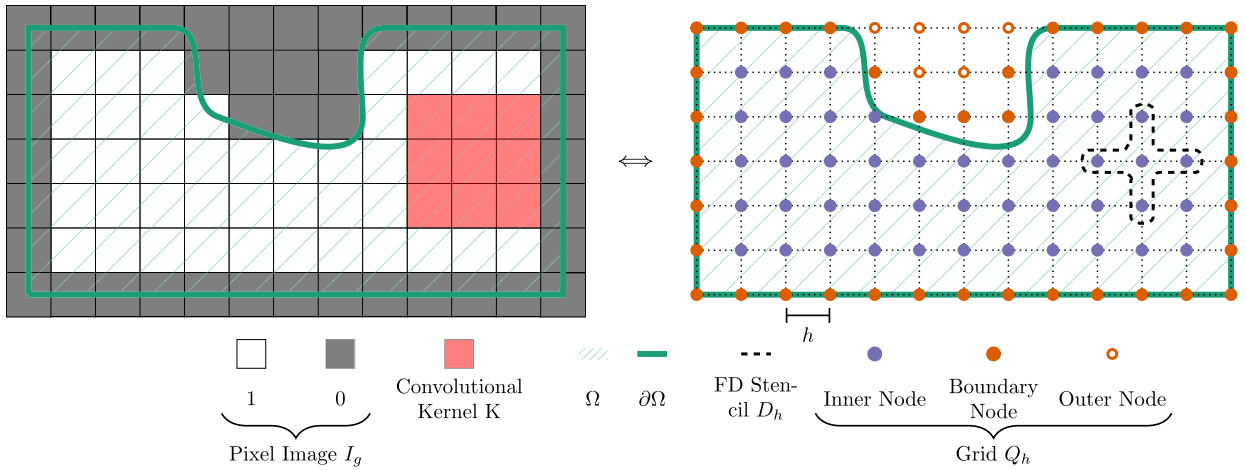 ⟺
h
1
0
Convolutional
Kernel K
Ω
∂Ω
FD Sten-
cil D_h
Inner Node
Boundary
Node
Outer Node
Pixel Image I_g
Grid Q_h